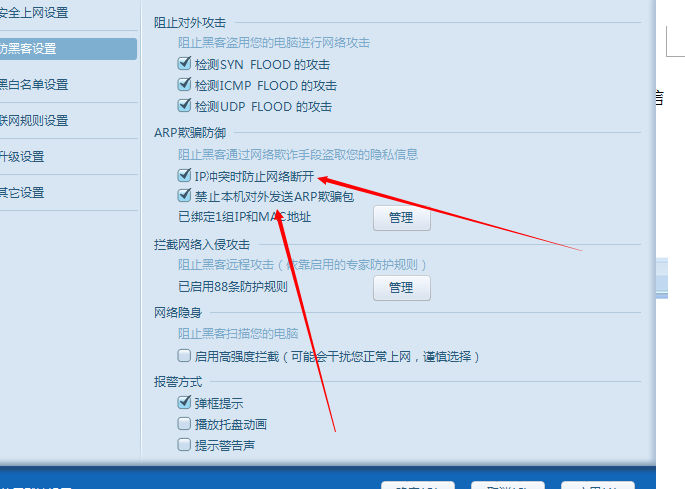 安全上网设置
防黑客设置
黑白名单设置
联网规则设置
升级设置
其它设置
阻止对外攻击
阻止黑客盗用您的电脑进行网络攻击
检测SYN FLOOD 的攻击
检测ICMP FLOOD 的攻击
检测UDP FLOOD 的攻击
ARP欺骗防御
阻止黑客通过网络欺诈手段盗取您的隐私信息
IP冲突时防止网络断开
禁止本机对外发送ARP欺骗包
已绑定1组IP和MAC地址
管理
拦截网络入侵攻击
阻止黑客远程攻击（依靠启用的专家防护规则）
已启用88条防护规则
管理
网络隐身
阻止黑客扫描您的电脑
启用高强度拦截（可能会干扰您正常上网，谨慎选择）
报警方式
弹框提示
播放托盘动画
提示警告声